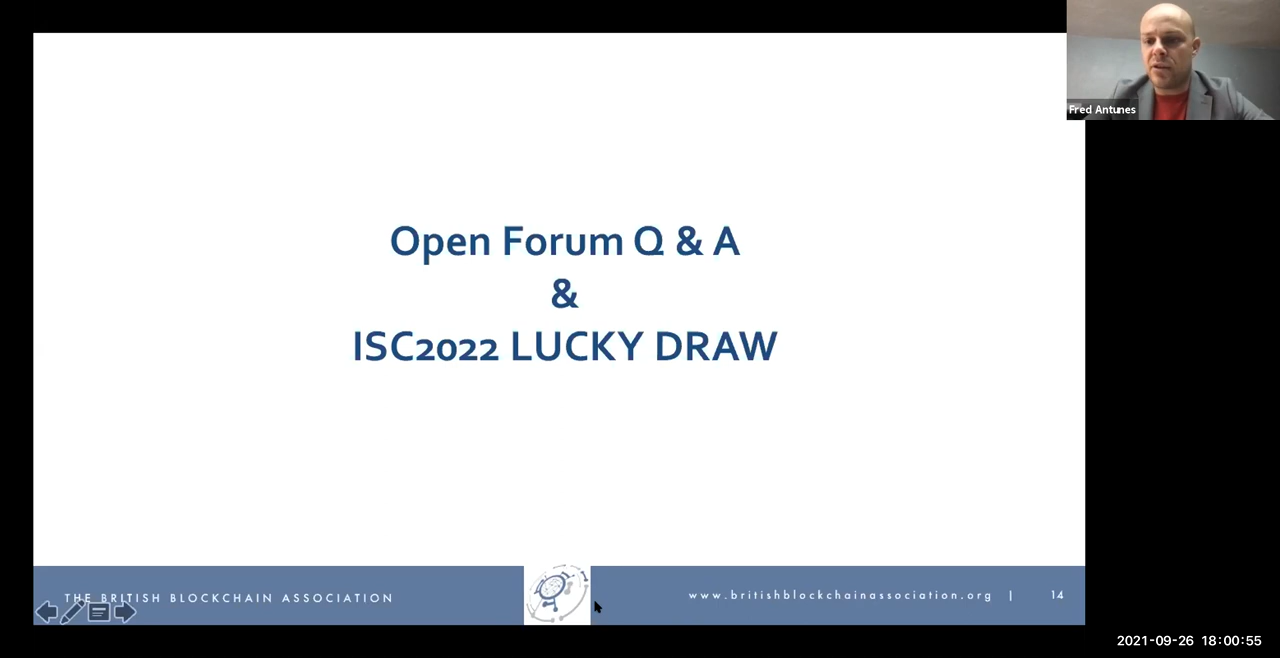 Fred Antunes
Open Forum Q & A
&
ISC2022 LUCKY DRAW
THE BRITISH BLOCKCHAIN ASSOCIATION
www.britishblockchainassociation.org | 14
2021-09-26 18:00:55